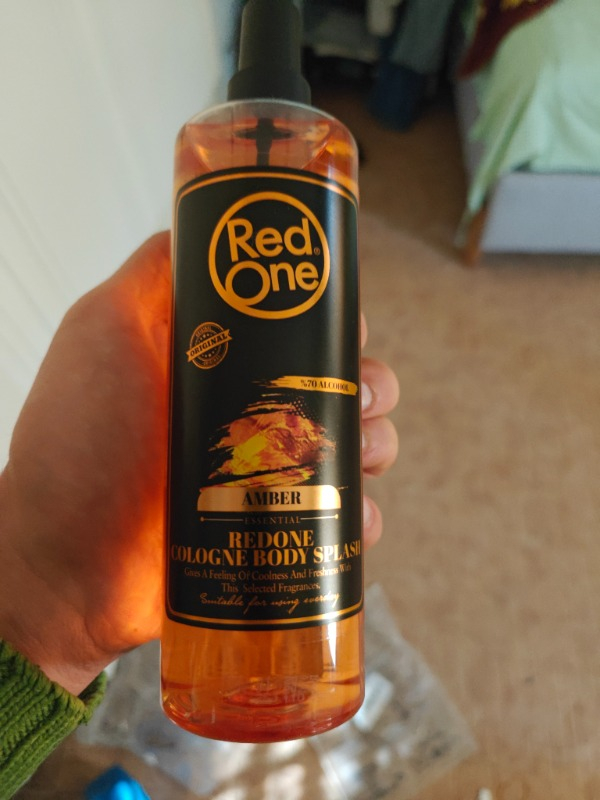 Red
One
®
ORIGINAL
%70 ALCOHOL
AMBER
ESSENTIAL
REDONE
COLOGNE BODY SPLASH
Gives A Feeling Of Coolness And Freshness With
This Selected Fragrances.
Suitable for using everday